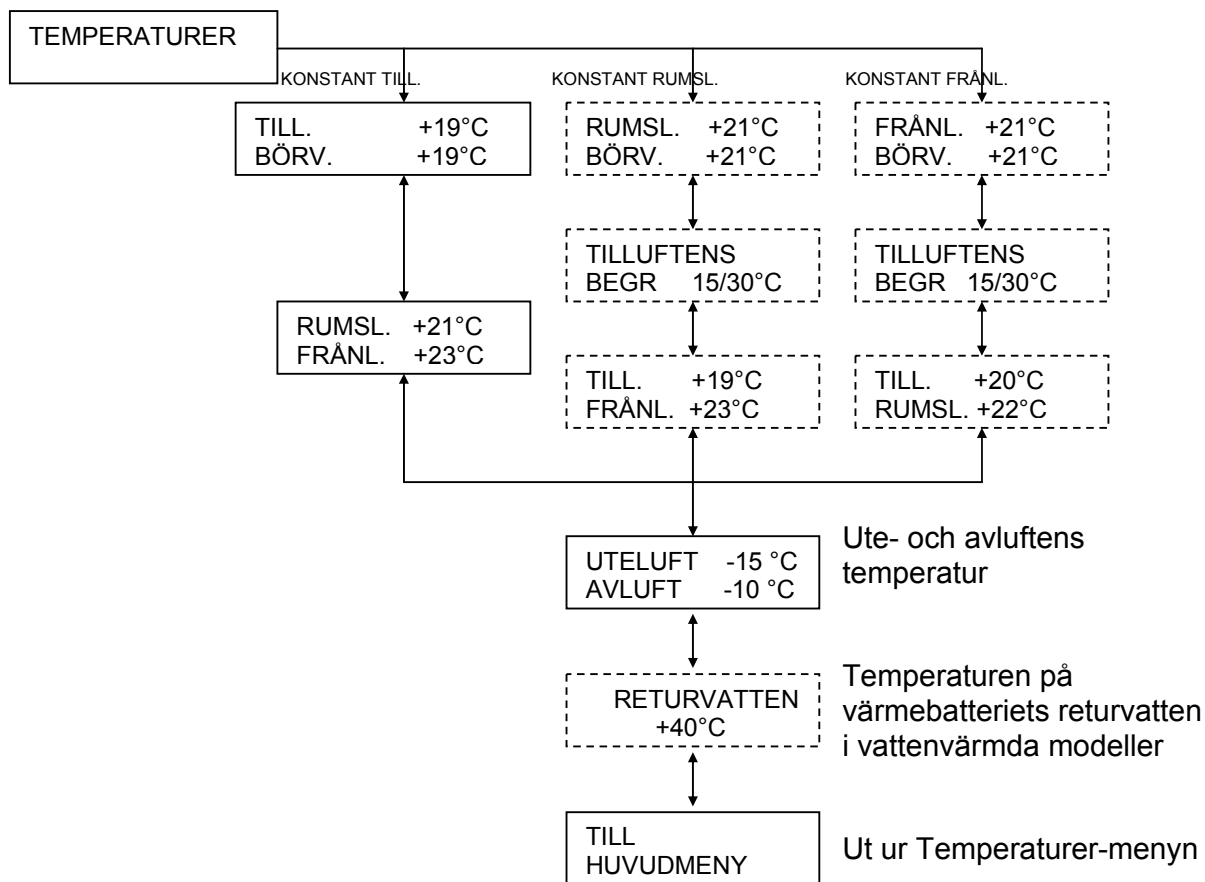 TEMPERATURER
KONSTANT TILL.
KONSTANT RUMSL.
KONSTANT FRÅNL.
TILL. +19°C
BÖRV. +19°C
RUMSL. +21°C
BÖRV. +21°C
FRÅNL. +21°C
BÖRV. +21°C
TILLUFTENS
BEGR 15/30°C
TILLUFTENS
BEGR 15/30°C
RUMSL. +21°C
FRÅNL. +23°C
TILL. +19°C
FRÅNL. +23°C
TILL. +20°C
RUMSL. +22°C
UTELUFT -15 °C
AVLUFT -10 °C
Ute- och avluftens
temperatur
RETURVATTEN
+40°C
Temperaturen på
värmebatteriets returvatten
i vattenvärmda modeller
TILL
HUVUDMENY
Ut ur Temperaturer-menyn